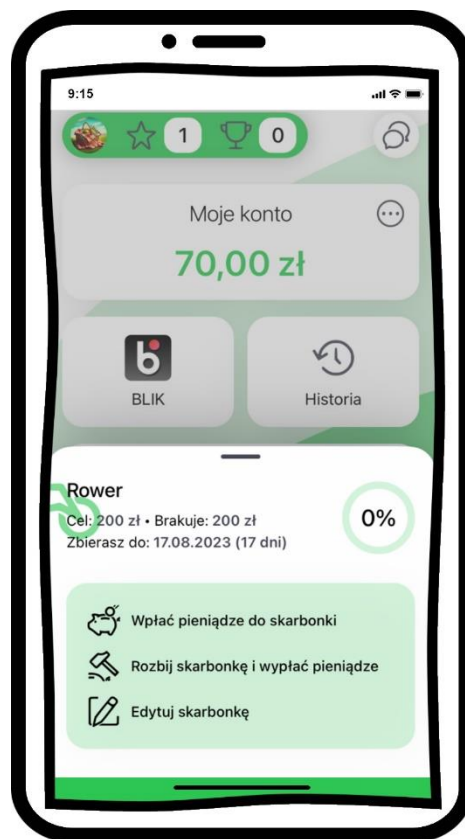 9:15
1 0
Moje konto
70,00 zł
BLIK Historia
Rower
Cel: 200 zł • Brakuje: 200 zł
0%
Zbierasz do: 17.08.2023 (17 dni)
Wpłać pieniądze do skarbonki
Rozbij skarbonkę i wypłać pieniądze
Edytuj skarbonkę